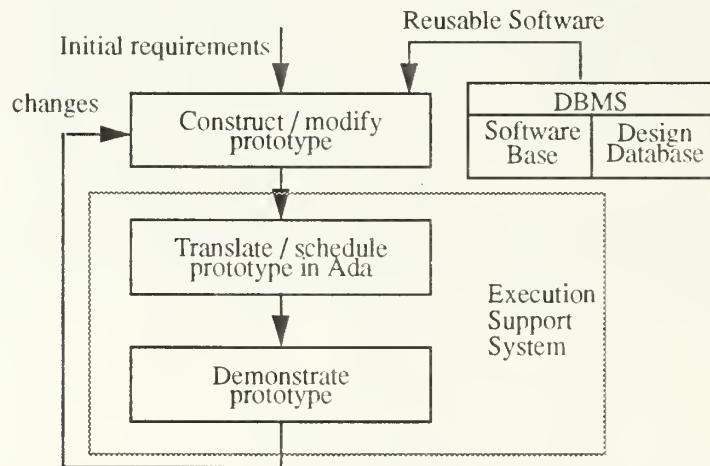 Reusable Software
Initial requirements
changes
Construct / modify
prototype
DBMS
Software
Base
Design
Database
Translate / schedule
prototype in Ada
Execution
Support
System
Demonstrate
prototype